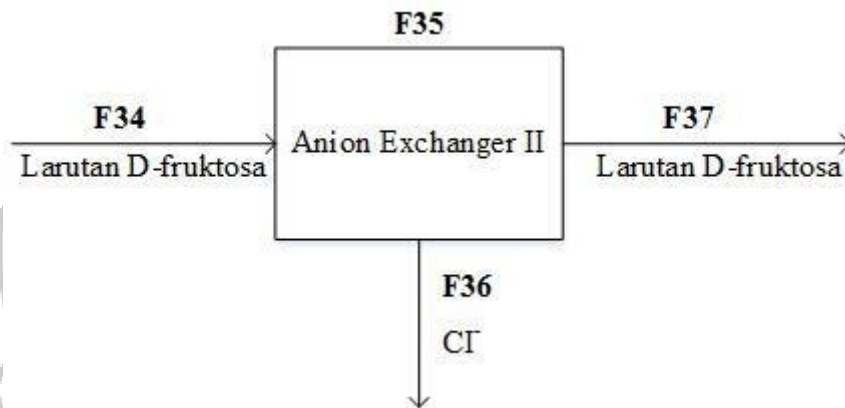 F35
F34
Larutan D-fruktosa
Anion Exchanger II
F37
Larutan D-fruktosa
F36
Cl⁻